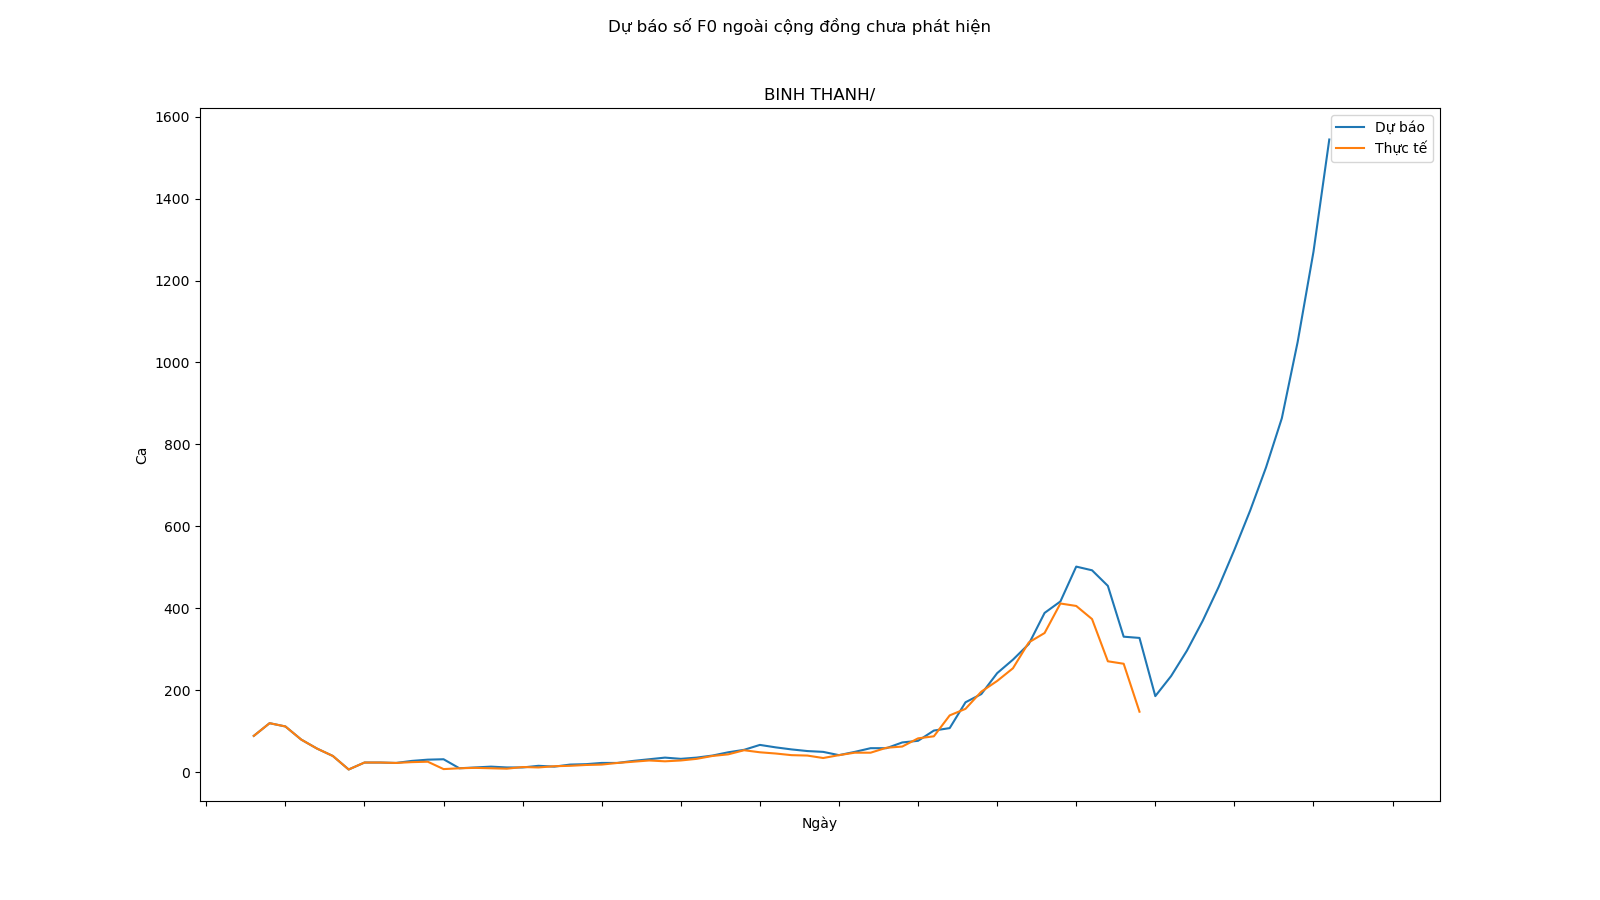 Dự báo số F0 ngoài cộng đồng chưa phát hiện
BINH THANH/
1600
1400
1200
1000
800
600
400
200
0
Ca
Ngày
Dự báo
Thực tế